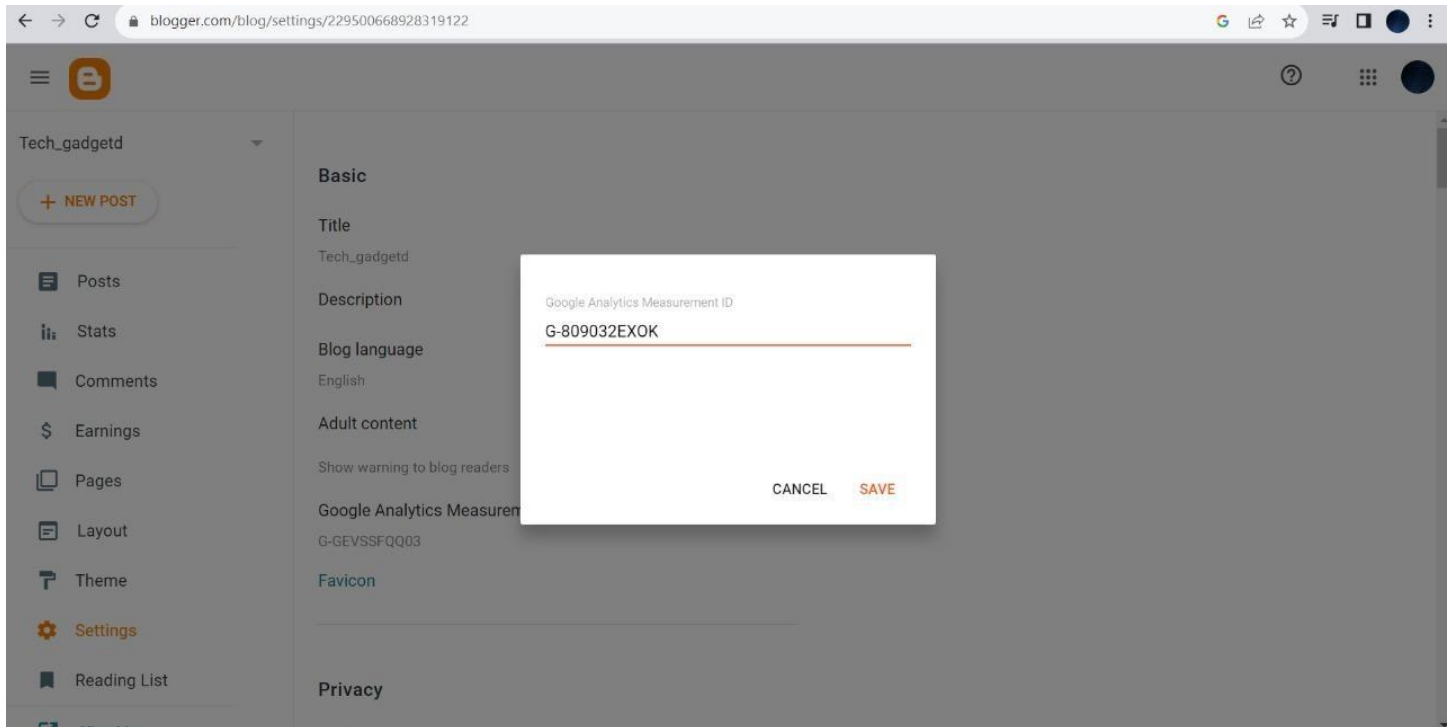 blogger.com/blog/settings/229500668928319122
Tech_gadgetd
NEW POST
Posts
Stats
Comments
Earnings
Pages
Layout
Theme
Settings
Reading List
Basic
Title
Tech_gadgetd
Description
Blog language
English
Adult content
Show warning to blog readers
Google Analytics Measurem
G-GEVSSFQQ03
Favicon
Privacy
Google Analytics Measurement ID
G-809032EXOK
CANCEL
SAVE